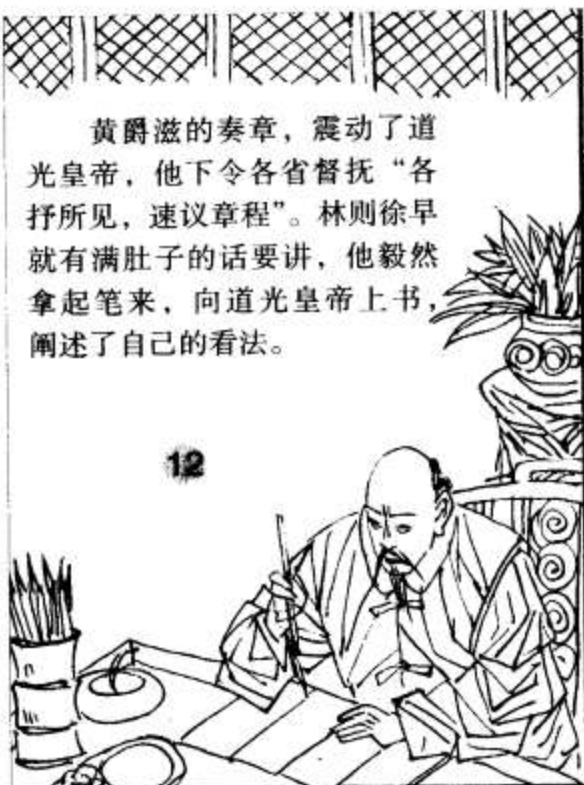 黄爵滋的奏章，震动了道
光皇帝，他下令各省督抚“各
抒所见，速议章程”。林则徐早
就有满肚子的话要讲，他毅然
拿起笔来，向道光皇帝上书，
阐述了自己的看法。
12